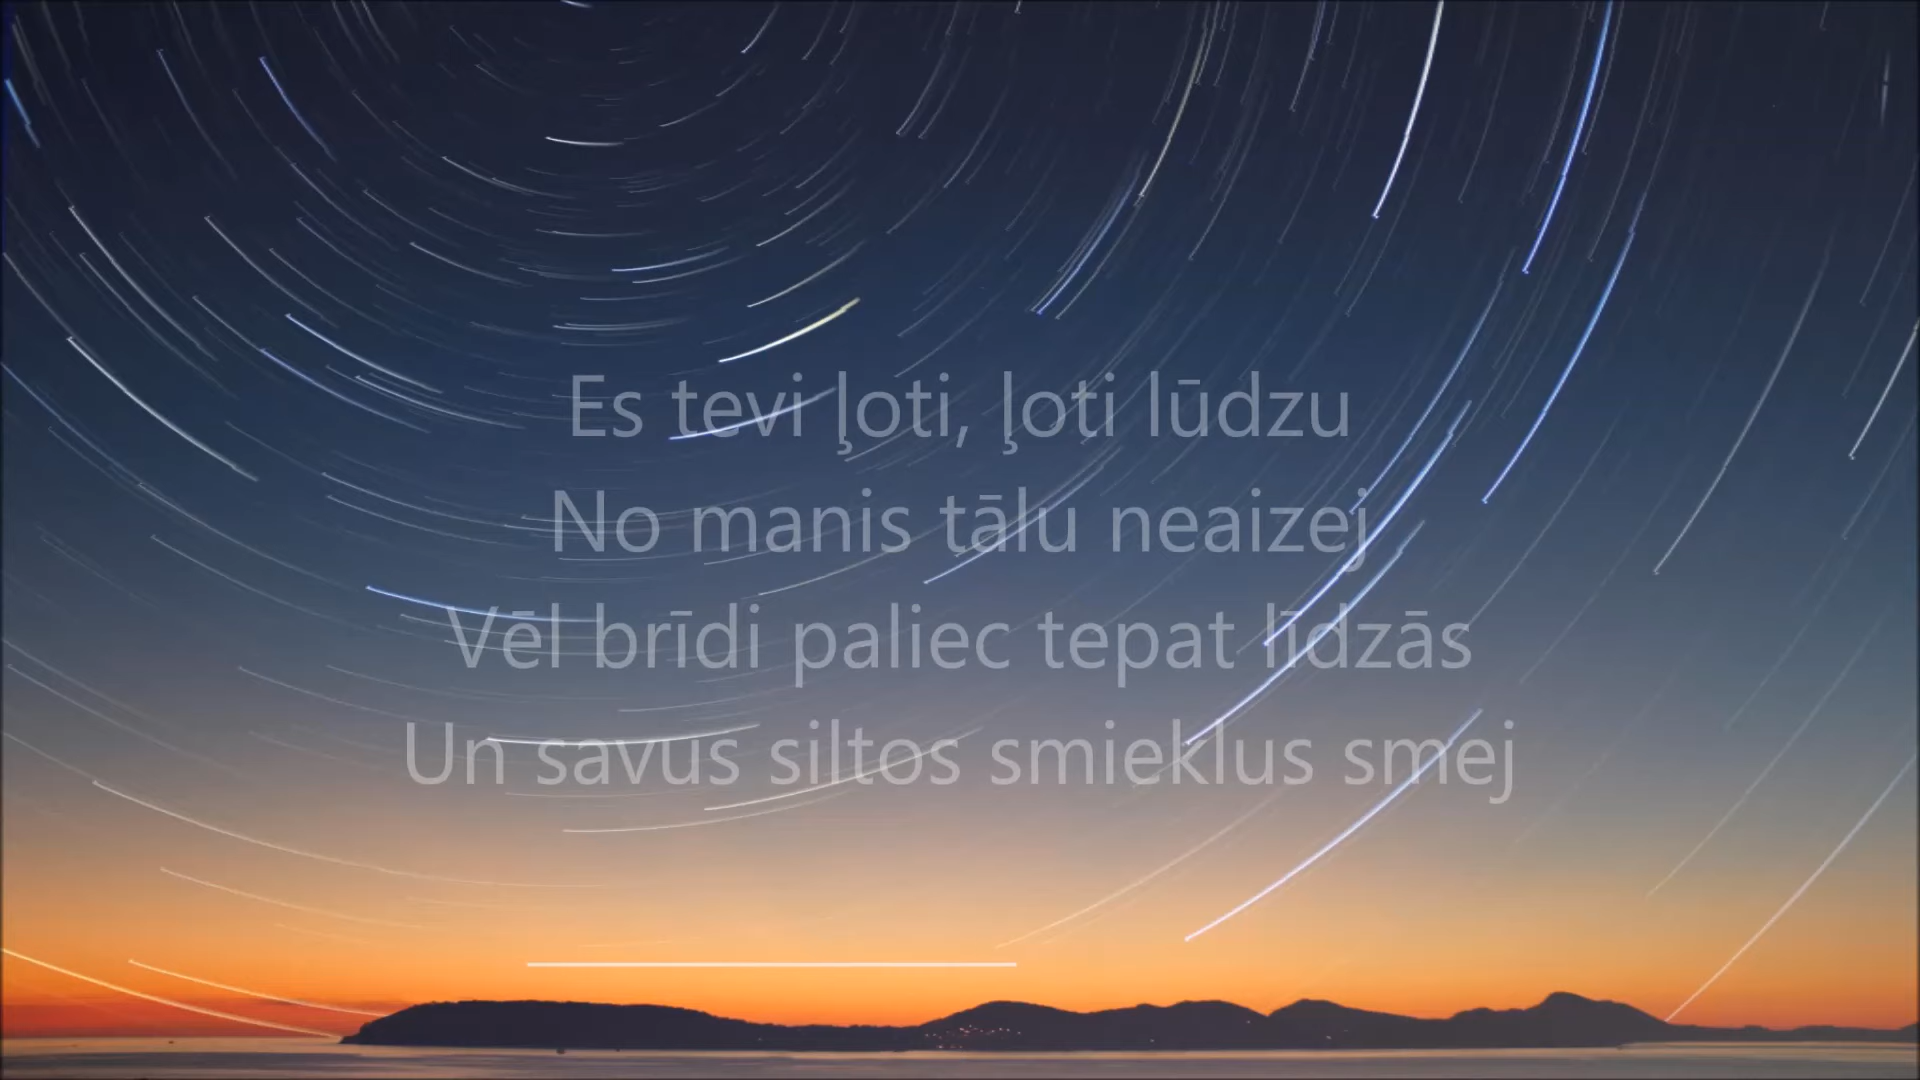 Es tevi ļoti, ļoti lūdzu
No manis tālu neaizej
Vēl brīdi paliec tepat līdzās
Un savus siltos smieklus smej